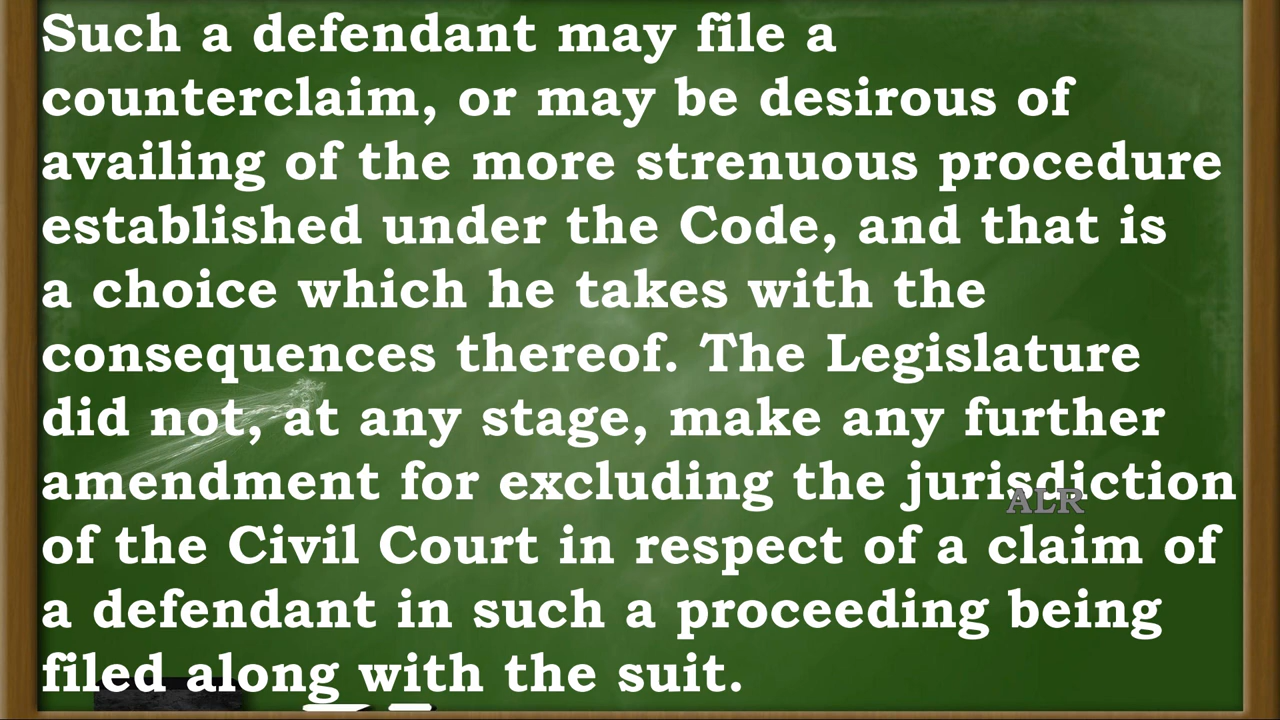 Such a defendant may file a
counterclaim, or may be desirous of
availing of the more strenuous procedure
established under the Code, and that is
a choice which he takes with the
consequences thereof. The Legislature
did not, at any stage, make any further
amendment for excluding the jurisdiction
of the Civil Court in respect of a claim of
a defendant in such a proceeding being
filed along with the suit.
ALR